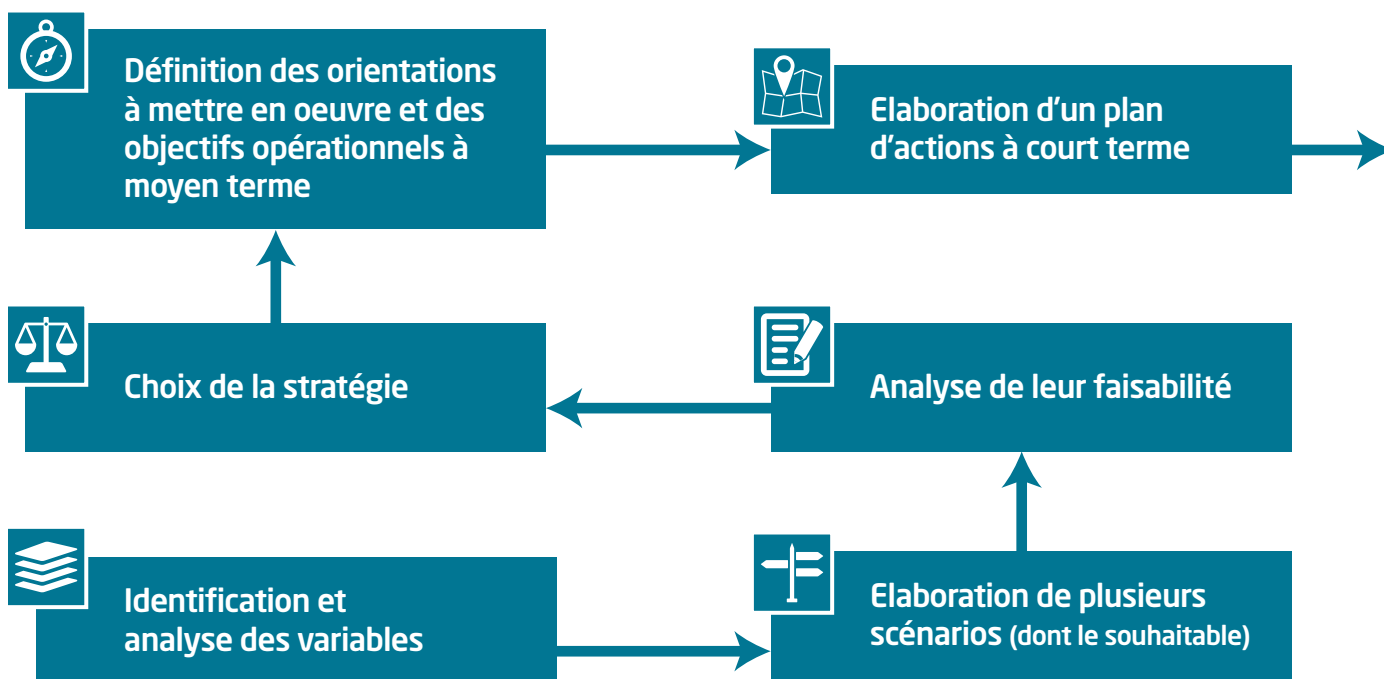 Définition des orientations
à mettre en oeuvre et des
objectifs opérationnels à
moyen terme
Elaboration d’un plan
d’actions à court terme
Choix de la stratégie
Analyse de leur faisabilité
Identification et
analyse des variables
Elaboration de plusieurs
scénarios (dont le souhaitable)